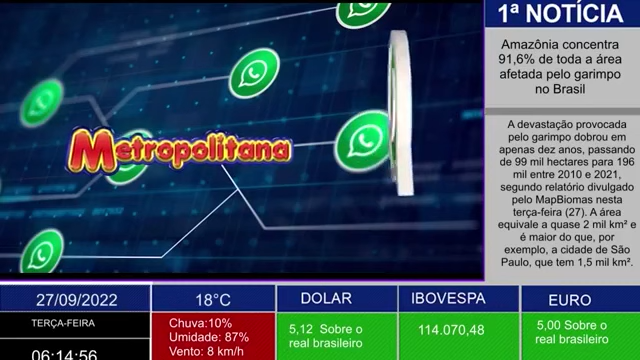 Metropolitana
1ª NOTÍCIA
Amazônia concentra
91,6% de toda a área
afetada pelo garimpo
no Brasil
A devastação provocada
pelo garimpo dobrou em
apenas dez anos, passando
de 99 mil hectares para 196
mil entre 2010 e 2021,
segundo relatório divulgado
pelo MapBiomas nesta
terça-feira (27). A área
equivale a quase 2 mil km² e
é maior do que, por
exemplo, a cidade de São
Paulo, que tem 1,5 mil km².
27/09/2022
TERÇA-FEIRA
06:14:56
18°C
Chuva:10%
Umidade: 87%
Vento: 8 km/h
DOLAR
5,12 Sobre o
real brasileiro
IBOVESPA
114.070,48
EURO
5,00 Sobre o
real brasileiro